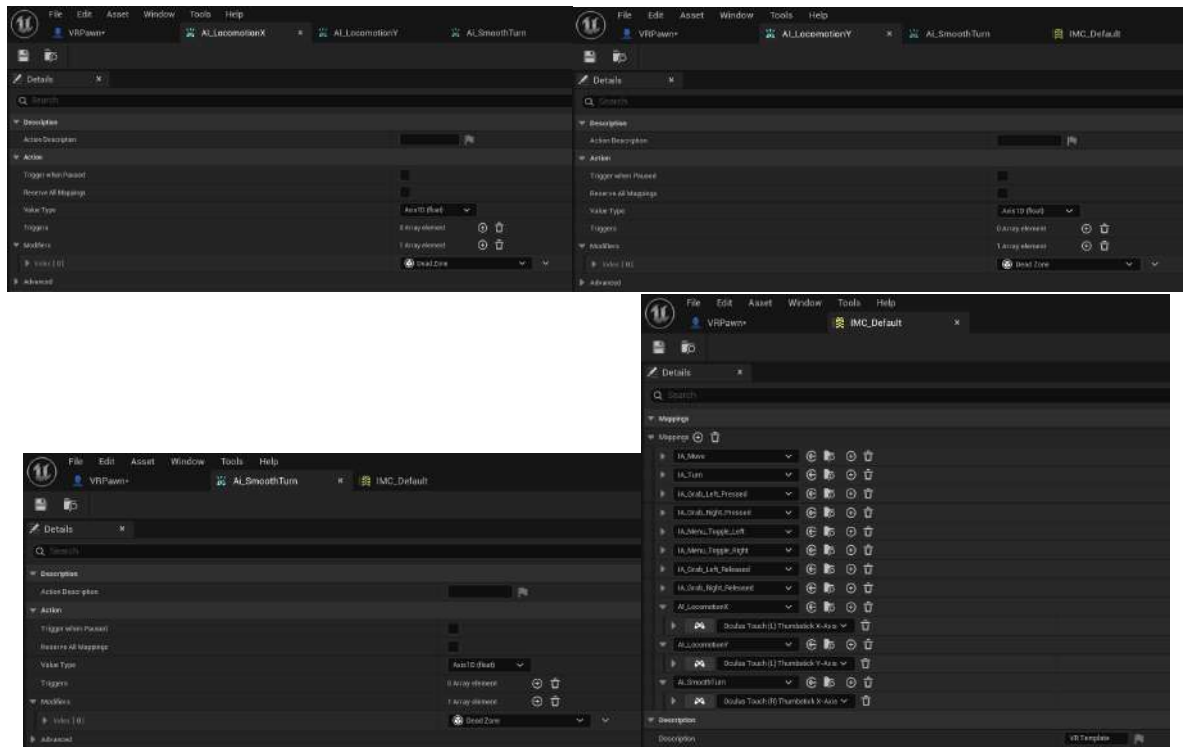 File Edit Asset Window Tools Help
VRPawn• AI_LocomotionX × AI_LocomotionY Ai_SmoothTurn
Details ×
Search
Description
Action Description
Action
Trigger when Paused
Reserve All Mappings
Value Type Axis1D (float)
Triggers 0 Array element
Modifiers 1 Array element
Index [ 0 ] Dead Zone
Advanced
File Edit Asset Window Tools Help
VRPawn• AI_LocomotionY × Ai_SmoothTurn IMC_Default
Details ×
Search
Description
Action Description
Action
Trigger when Paused
Reserve All Mappings
Value Type Axis1D (float)
Triggers 0 Array element
Modifiers 1 Array element
Index [ 0 ] Dead Zone
Advanced
File Edit Asset Window Tools Help
VRPawn• Ai_SmoothTurn × IMC_Default
Details ×
Search
Description
Action Description
Action
Trigger when Paused
Reserve All Mappings
Value Type Axis1D (float)
Triggers 0 Array element
Modifiers 1 Array element
Index [ 0 ] Dead Zone
Advanced
File Edit Asset Window Tools Help
VRPawn• IMC_Default ×
Details ×
Search
Mappings
Mappings
IA_Move
IA_Turn
IA_Grab_Left_Pressed
IA_Grab_Right_Pressed
IA_Menu_Toggle_Left
IA_Menu_Toggle_Right
IA_Grab_Left_Released
IA_Grab_Right_Released
AI_LocomotionX
Oculus Touch (L) Thumbstick X-Axis
AI_LocomotionY
Oculus Touch (L) Thumbstick Y-Axis
Ai_SmoothTurn
Oculus Touch (R) Thumbstick X-Axis
Description
Description VR Template